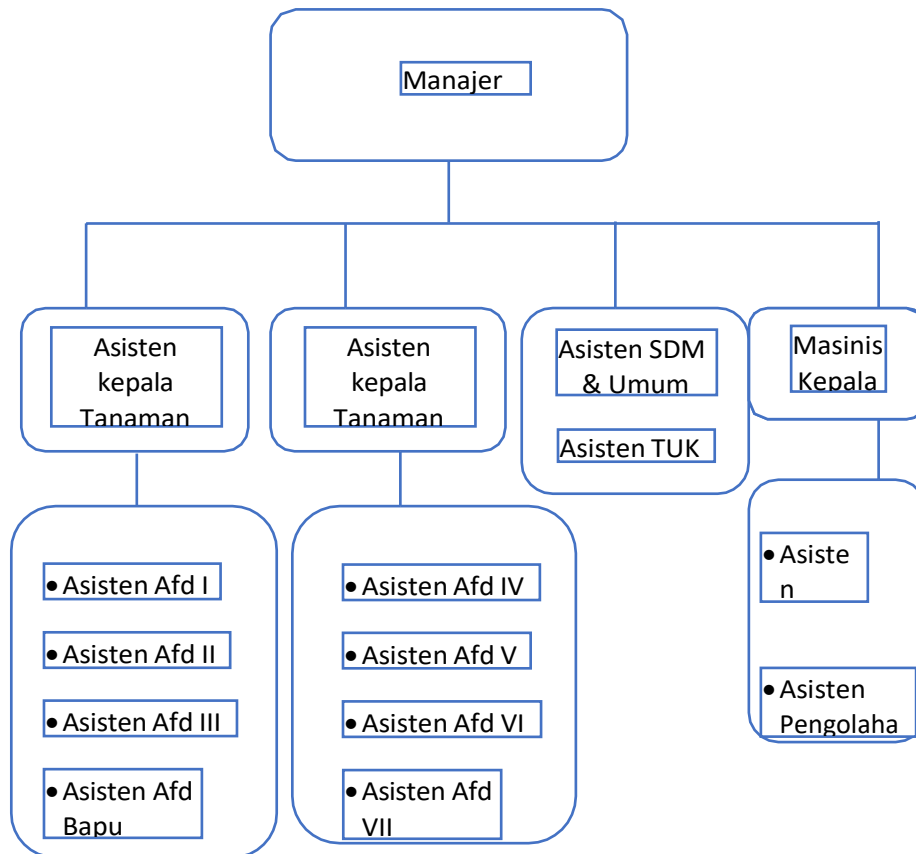 Manajer
Asisten
kepala
Tanaman
Asisten
kepala
Tanaman
Asisten SDM
& Umum
Asisten TUK
Masinis
Kepala
• Asisten Afd I
• Asisten Afd II
• Asisten Afd III
• Asisten Afd
Bapu
• Asisten Afd IV
• Asisten Afd V
• Asisten Afd VI
• Asisten Afd
VII
• Asiste
n
• Asisten
Pengolaha